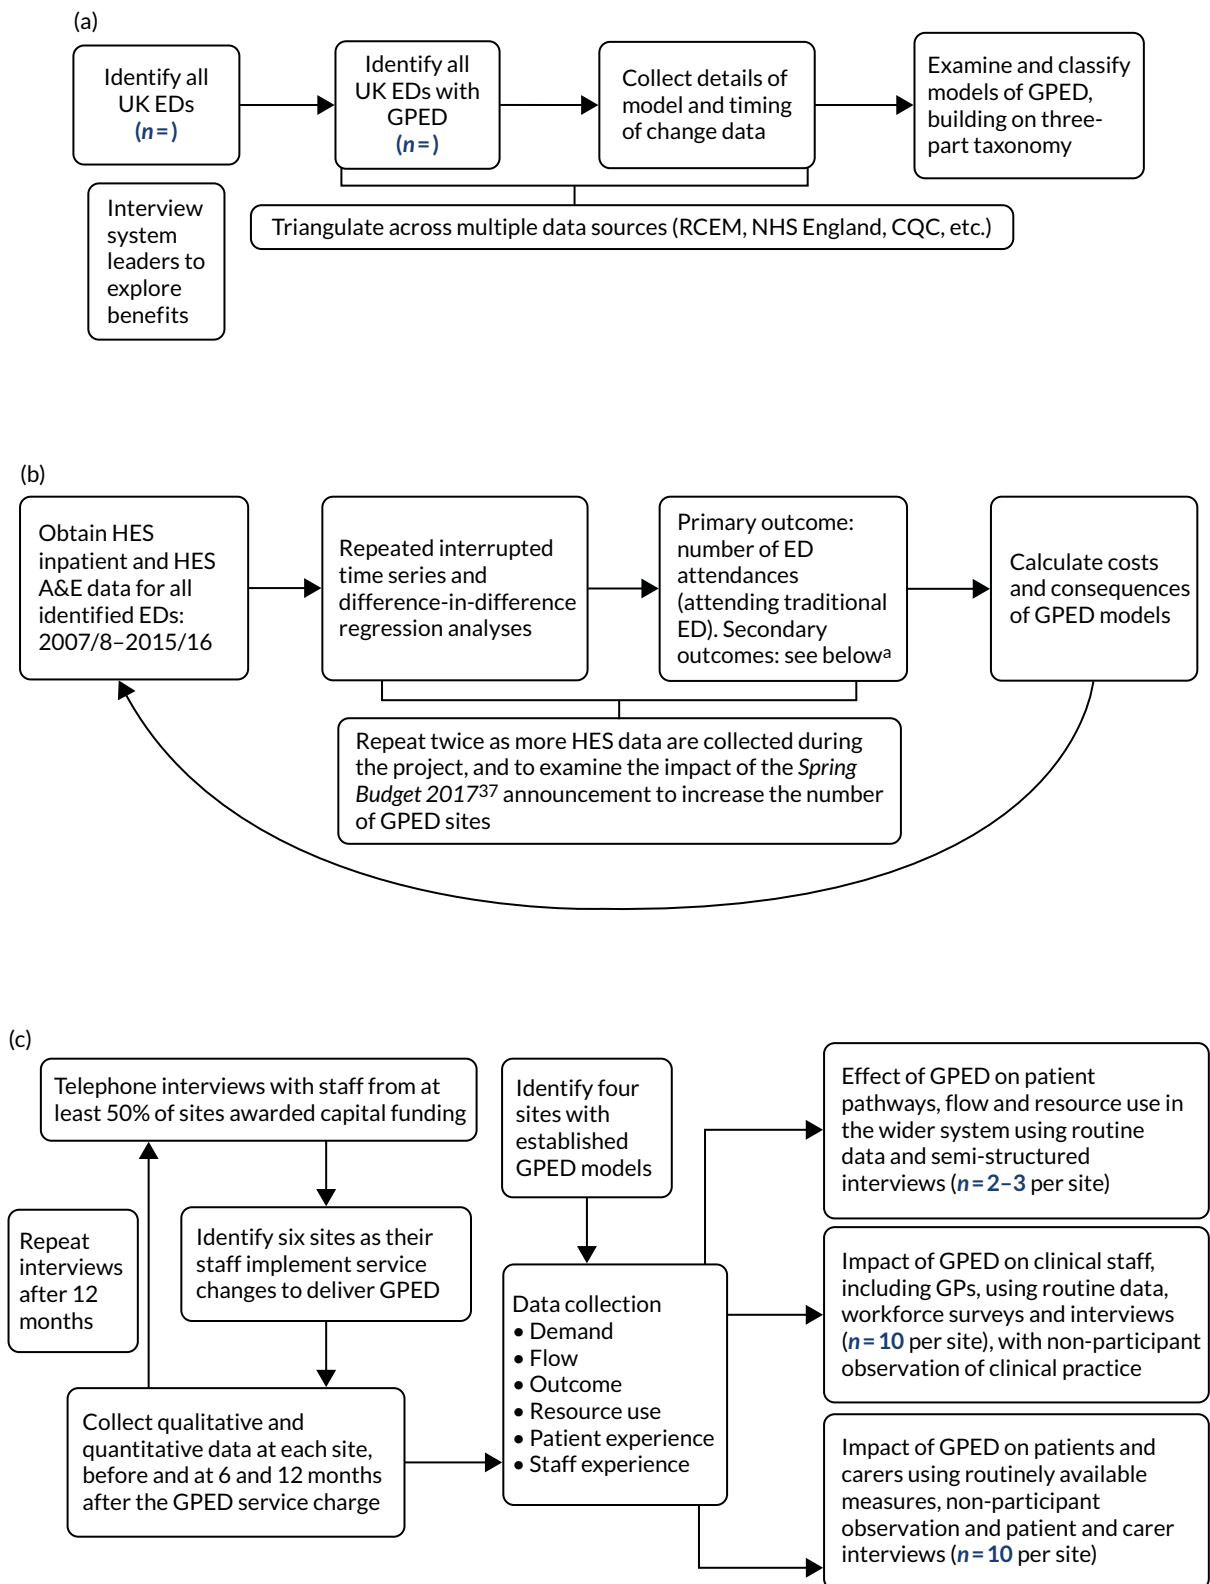 (a)
Identify all
UK EDs
(n = )
Identify all
UK EDs with
GPED
(n = )
Collect details of
model and timing
of change data
Examine and classify
models of GPED,
building on three-
part taxonomy
Interview
system
leaders to
explore
benefits
Triangulate across multiple data sources (RCEM, NHS England, CQC, etc.)
(b)
Obtain HES
inpatient and HES
A&E data for all
identified EDs:
2007/8–2015/16
Repeated interrupted
time series and
difference-in-difference
regression analyses
Primary outcome:
number of ED
attendances
(attending traditional
ED). Secondary
outcomes: see belowᵃ
Calculate costs
and consequences
of GPED models
Repeat twice as more HES data are collected during
the project, and to examine the impact of the Spring
Budget 2017³⁷ announcement to increase the number
of GPED sites
(c)
Telephone interviews with staff from at
least 50% of sites awarded capital funding
Repeat
interviews
after 12
months
Identify six sites as their
staff implement service
changes to deliver GPED
Collect qualitative and
quantitative data at each site,
before and at 6 and 12 months
after the GPED service charge
Identify four
sites with
established
GPED models
Data collection
• Demand
• Flow
• Outcome
• Resource use
• Patient experience
• Staff experience
Effect of GPED on patient
pathways, flow and resource use in
the wider system using routine
data and semi-structured
interviews (n = 2–3 per site)
Impact of GPED on clinical staff,
including GPs, using routine data,
workforce surveys and interviews
(n = 10 per site), with non-participant
observation of clinical practice
Impact of GPED on patients and
carers using routinely available
measures, non-participant
observation and patient and carer
interviews (n = 10 per site)